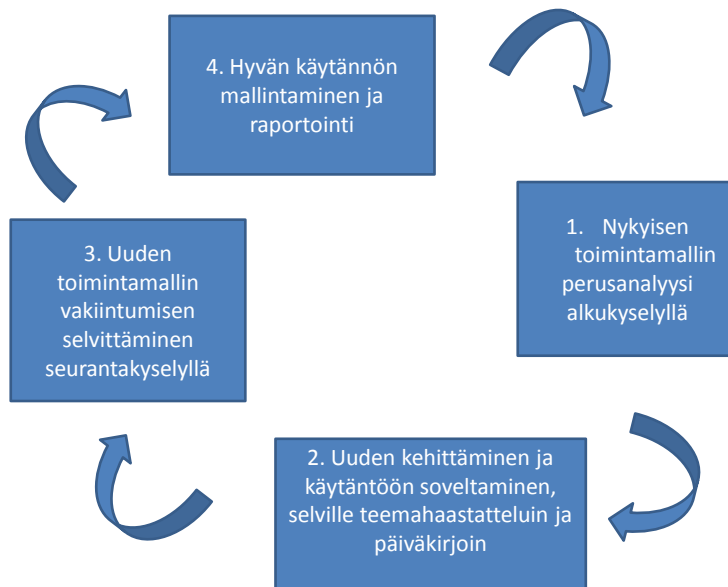 4. Hyvän käytännön
mallintaminen ja
raportointi
1. Nykyisen
toimintamallin
perusanalyysi
alkukyselyllä
2. Uuden kehittäminen ja
käytäntöön soveltaminen,
selville teemahaastatteluin ja
päiväkirjoin
3. Uuden
toimintamallin
vakiintumisen
selvittäminen
seurantakyselyllä